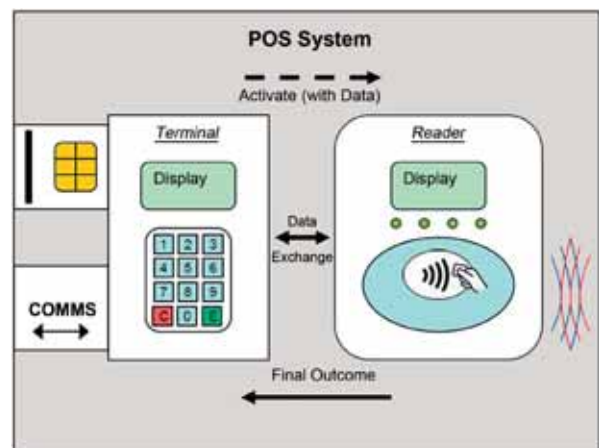 POS System
Activate (with Data)
Terminal
Reader
Display
Display
Data
Exchange
1 2 3
4 5 6
7 8 9
C 0 E
COMMS
Final Outcome